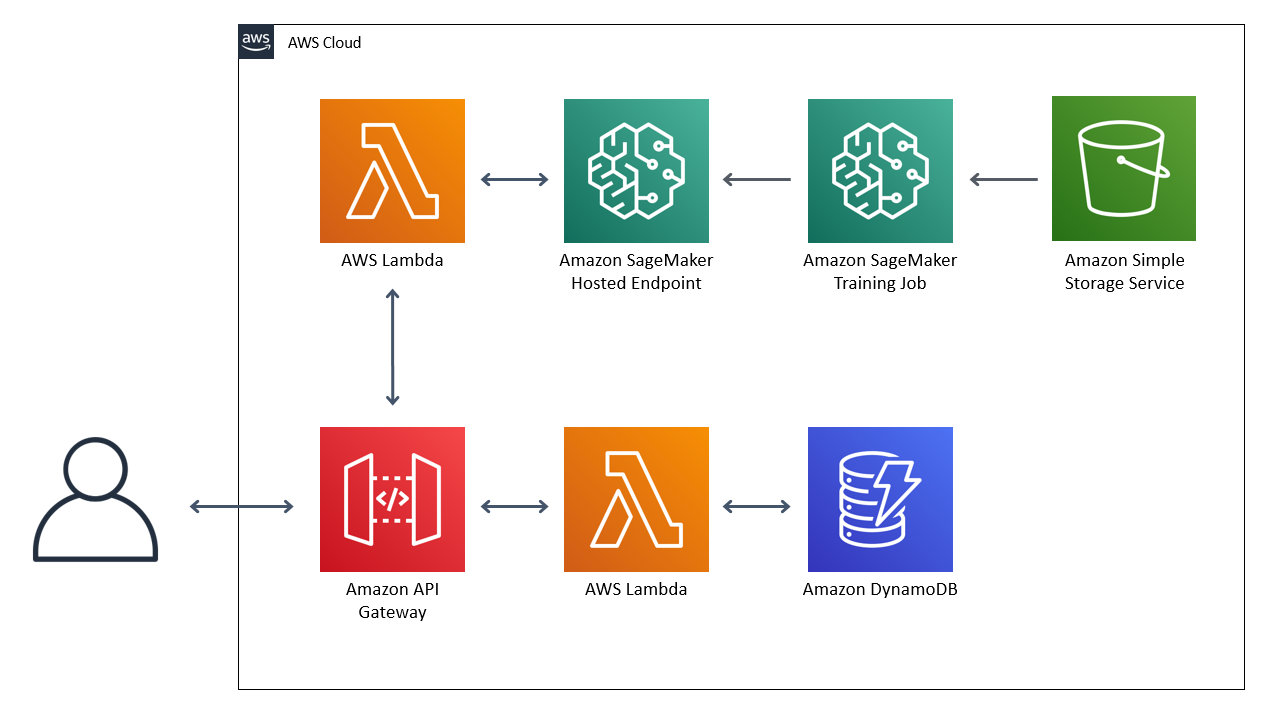 aws
AWS Cloud
AWS Lambda
Amazon SageMaker
Hosted Endpoint
Amazon SageMaker
Training Job
Amazon Simple
Storage Service
</>
Amazon API
Gateway
AWS Lambda
Amazon DynamoDB